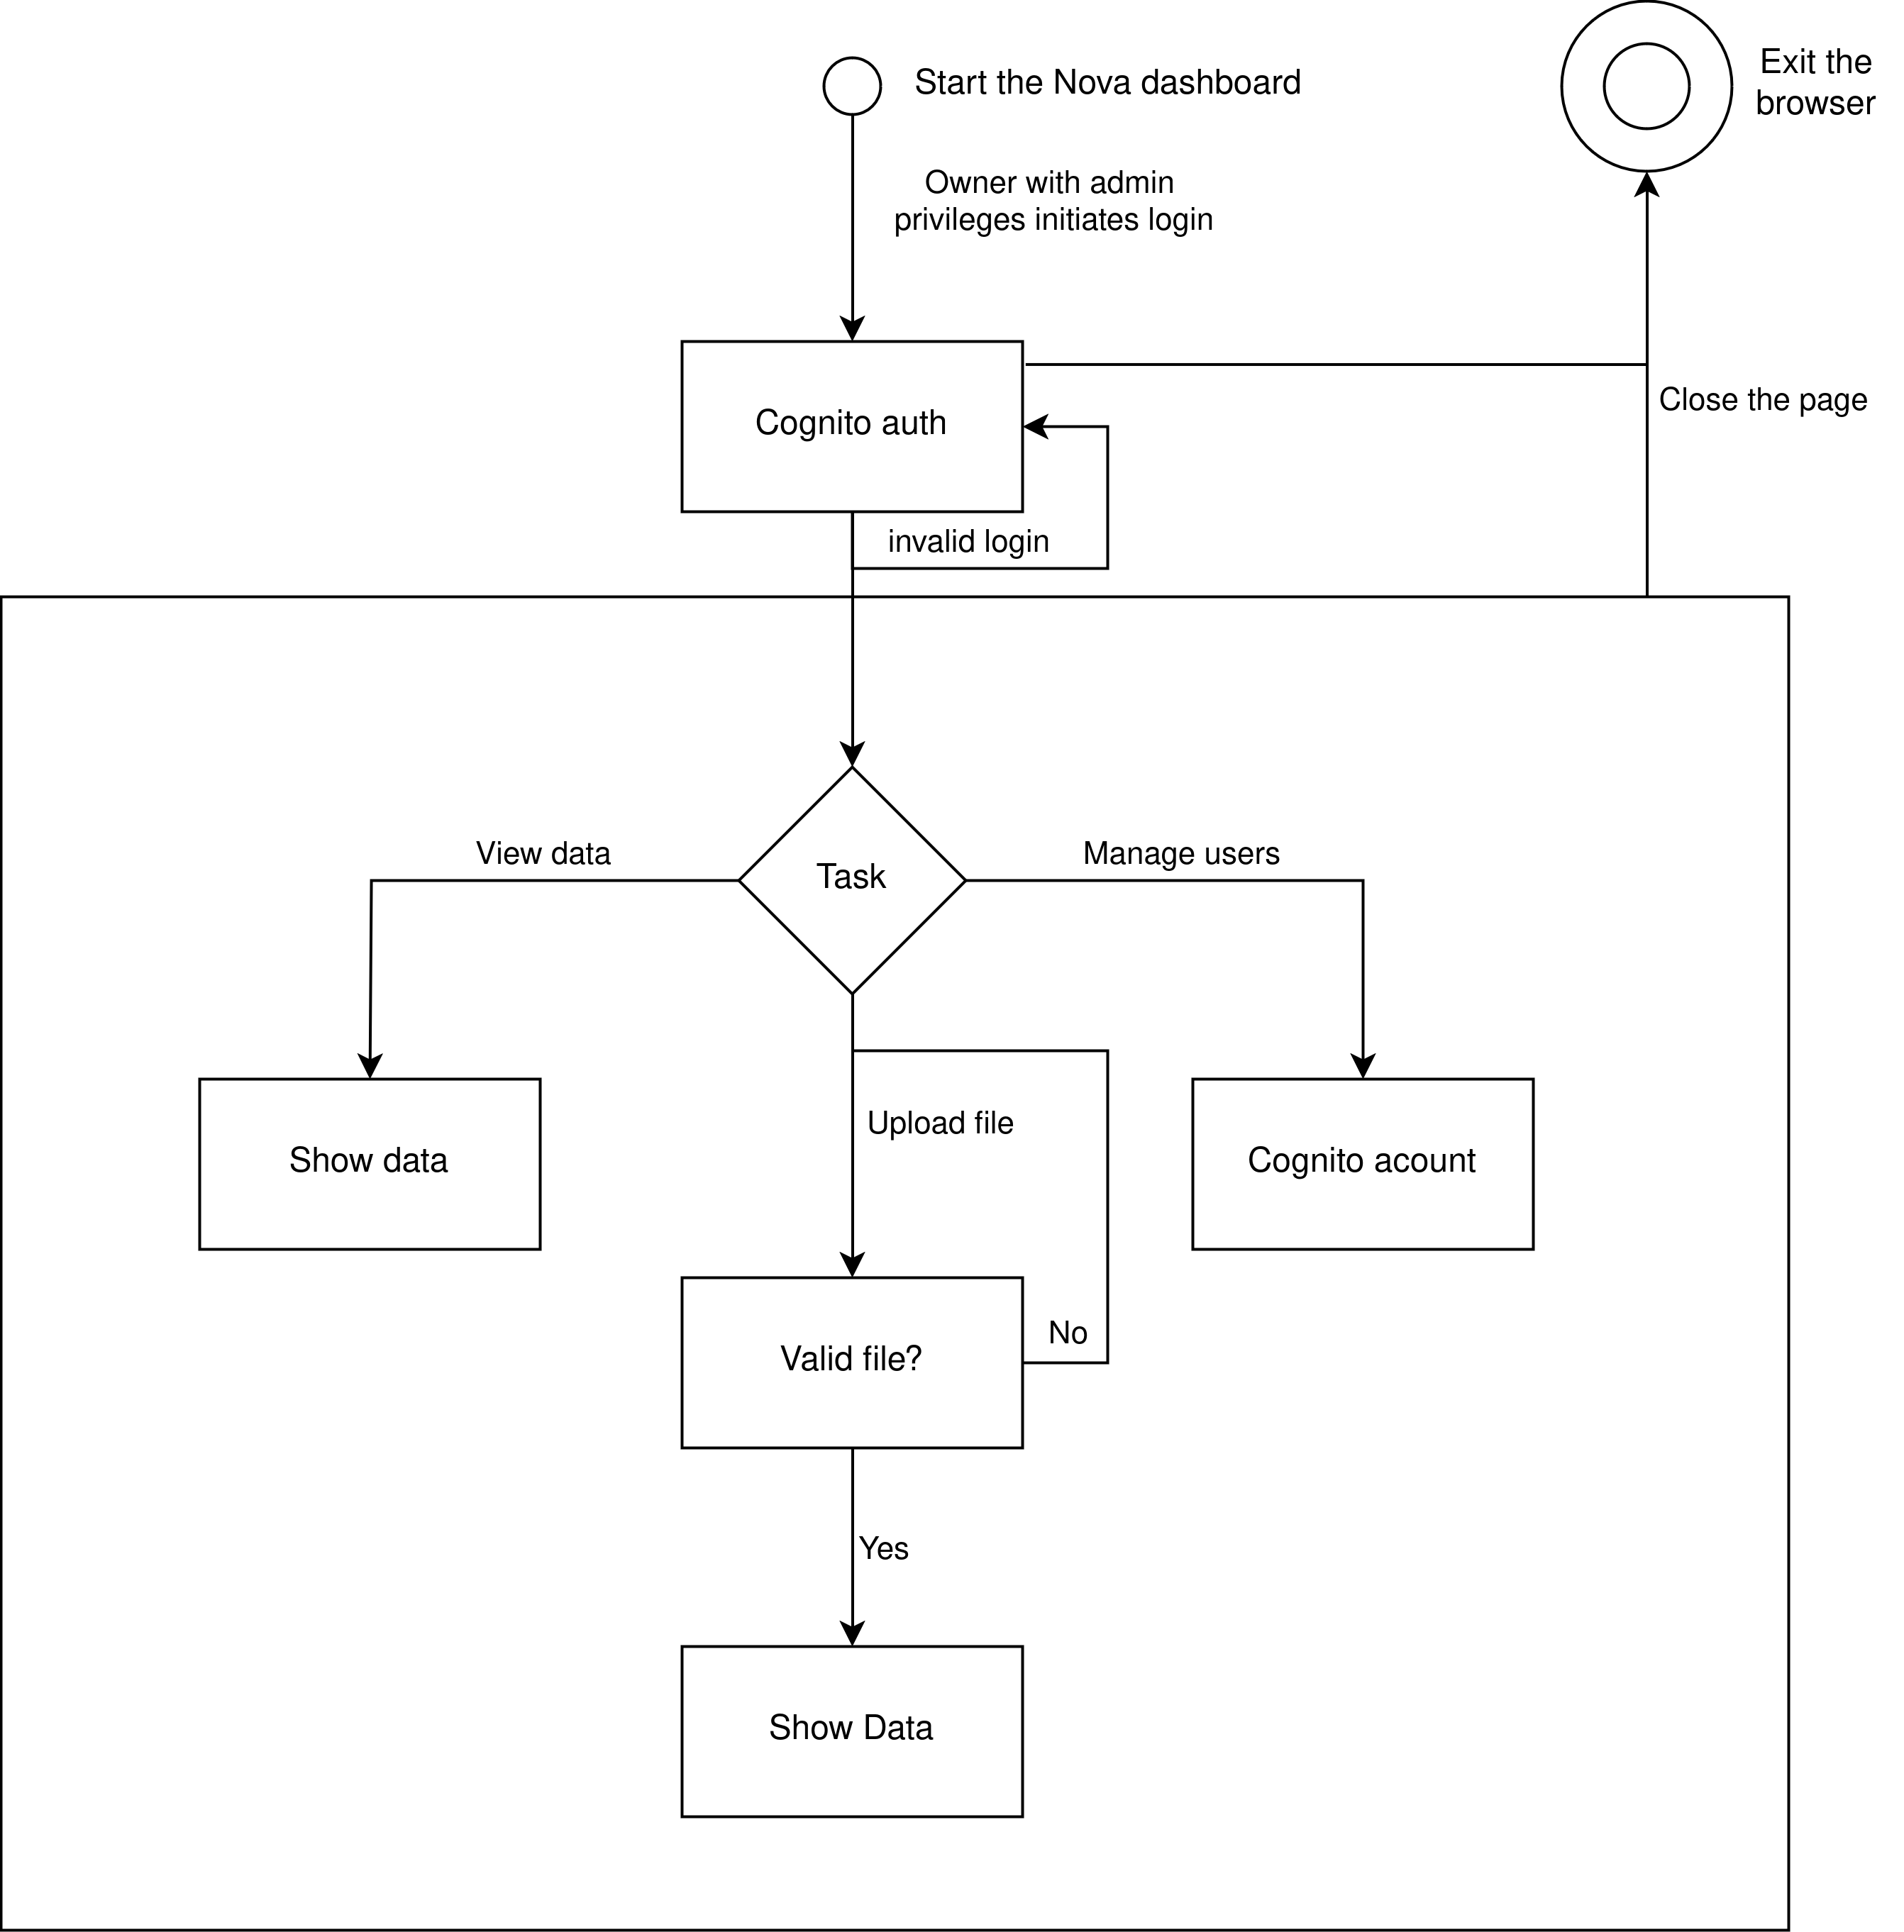 Start the Nova dashboard
Exit the
browser
Owner with admin
privileges initiates login
Close the page
Cognito auth
invalid login
View data
Task
Manage users
Upload file
Show data
Cognito acount
No
Valid file?
Yes
Show Data